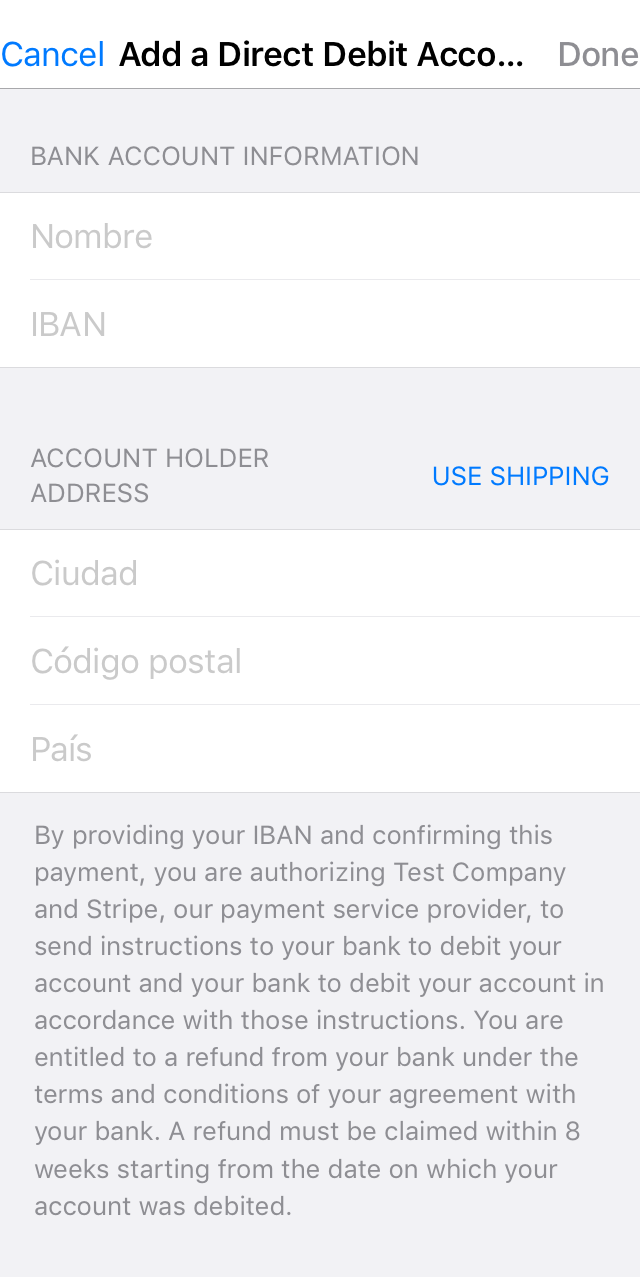 Cancel Add a Direct Debit Acco... Done
BANK ACCOUNT INFORMATION
Nombre
IBAN
ACCOUNT HOLDER
ADDRESS
USE SHIPPING
Ciudad
Código postal
País
By providing your IBAN and confirming this
payment, you are authorizing Test Company
and Stripe, our payment service provider, to
send instructions to your bank to debit your
account and your bank to debit your account in
accordance with those instructions. You are
entitled to a refund from your bank under the
terms and conditions of your agreement with
your bank. A refund must be claimed within 8
weeks starting from the date on which your
account was debited.